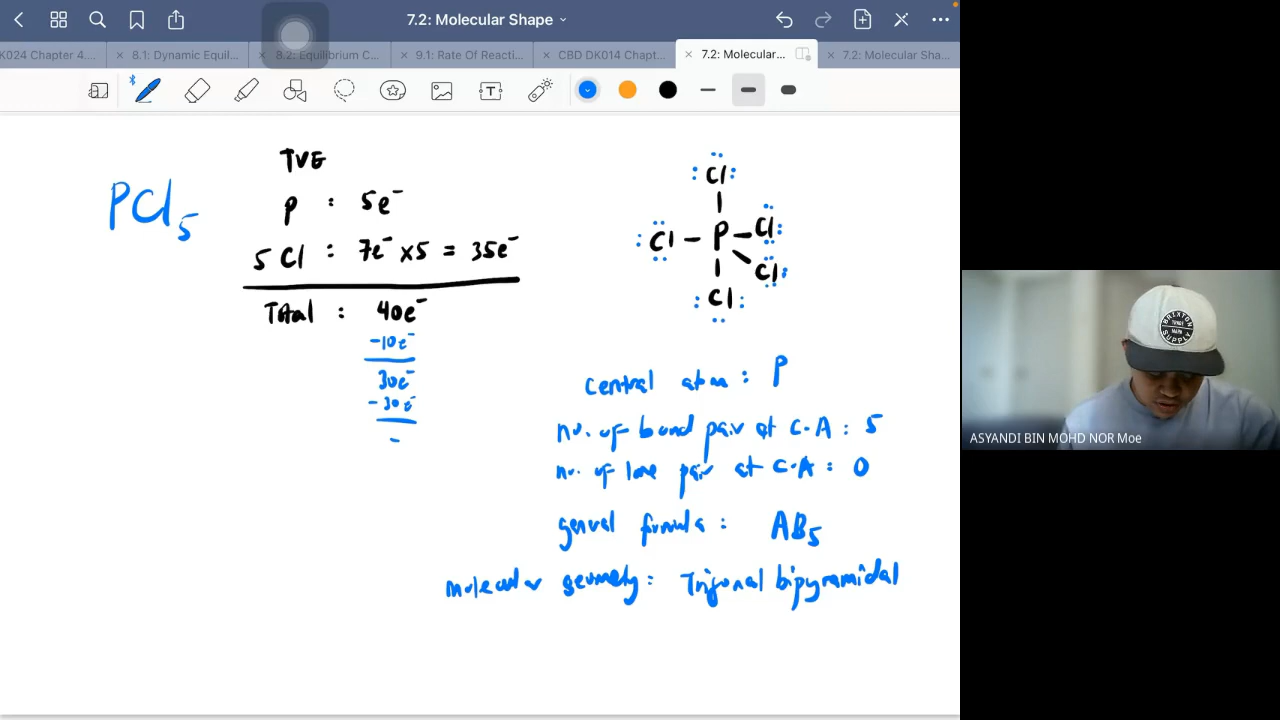 7.2: Molecular Shape
K024 Chapter 4....
8.1: Dynamic Equil...
8.2: Equilibrium C...
9.1: Rate Of Reacti...
CBD DK014 Chapt...
7.2: Molecular...
7.2: Molecular Sha...
PCl5
TVE
P : 5e⁻
5 Cl : 7e⁻ x5 = 35e⁻
Total : 40e⁻
-10e⁻
30e⁻
-30e⁻
-
Cl
Cl - P - Cl
Cl
Cl
central atom : P
no. of bond pair at C.A : 5
no. of lone pair at C.A : 0
general formula : AB5
molecular geometry : Trigonal bipyramidal
BRIXTON
SUPPLY
ASYANDI BIN MOHD NOR Moe